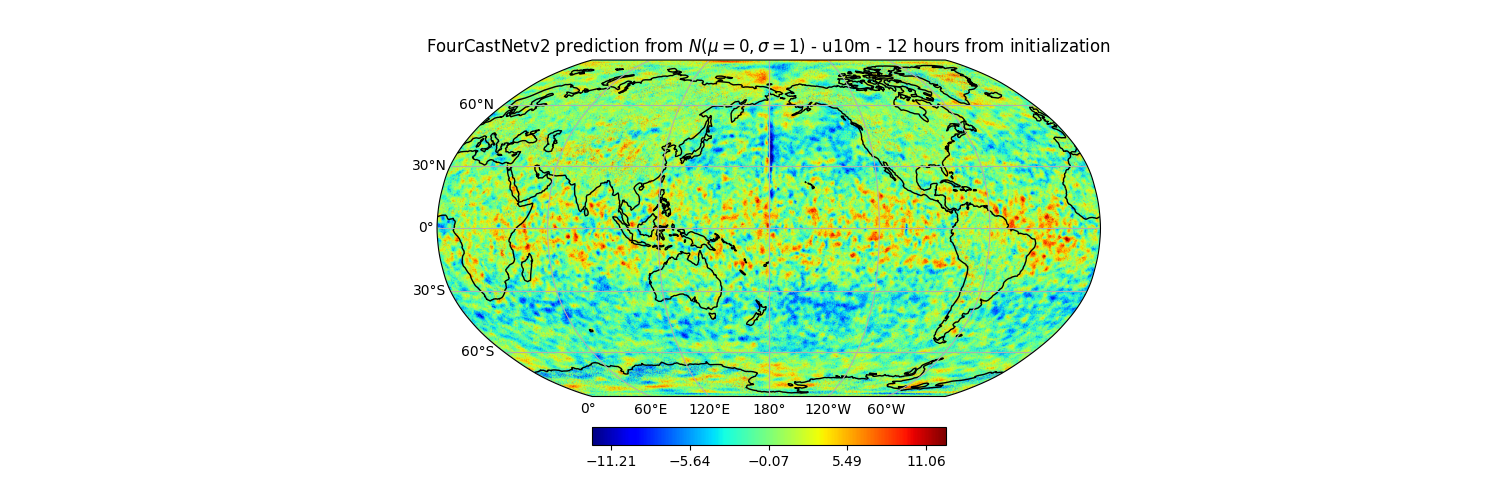 FourCastNetv2 prediction from N(μ = 0, σ = 1) - u10m - 12 hours from initialization
60°N
30°N
0°
30°S
60°S
0° 60°E 120°E 180° 120°W 60°W
−11.21 −5.64 −0.07 5.49 11.06